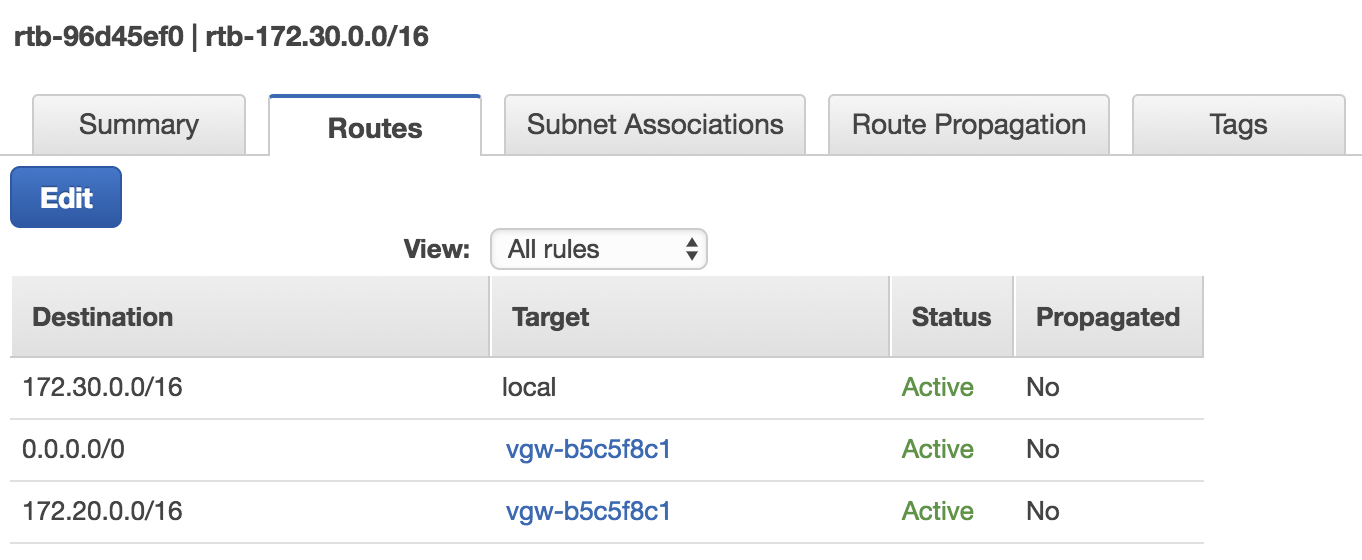 rtb-96d45ef0 | rtb-172.30.0.0/16
Summary Routes Subnet Associations Route Propagation Tags
Edit
View: All rules
Destination Target Status Propagated
172.30.0.0/16 local Active No
0.0.0.0/0 vgw-b5c5f8c1 Active No
172.20.0.0/16 vgw-b5c5f8c1 Active No